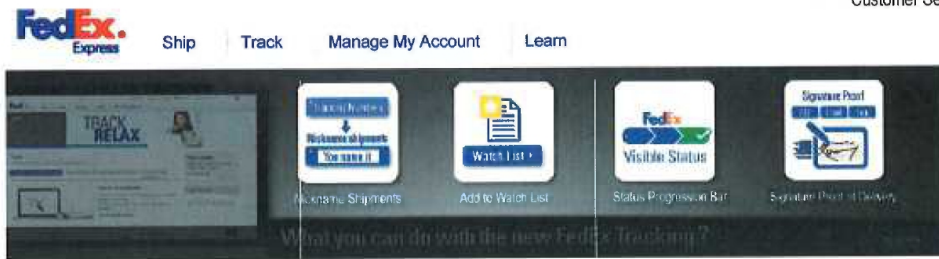 Customer Se
FedEx.
Express
Ship Track Manage My Account Learn
TRACK
RELAX
Tracking Number
Nickname shipments
You name it
Watch List
FedEx
Visible Status
Signature Proof
Nickname Shipments
Add to Watch List
Status Progression Bar
Signature Proof of Delivery
What you can do with the new FedEx Tracking ?